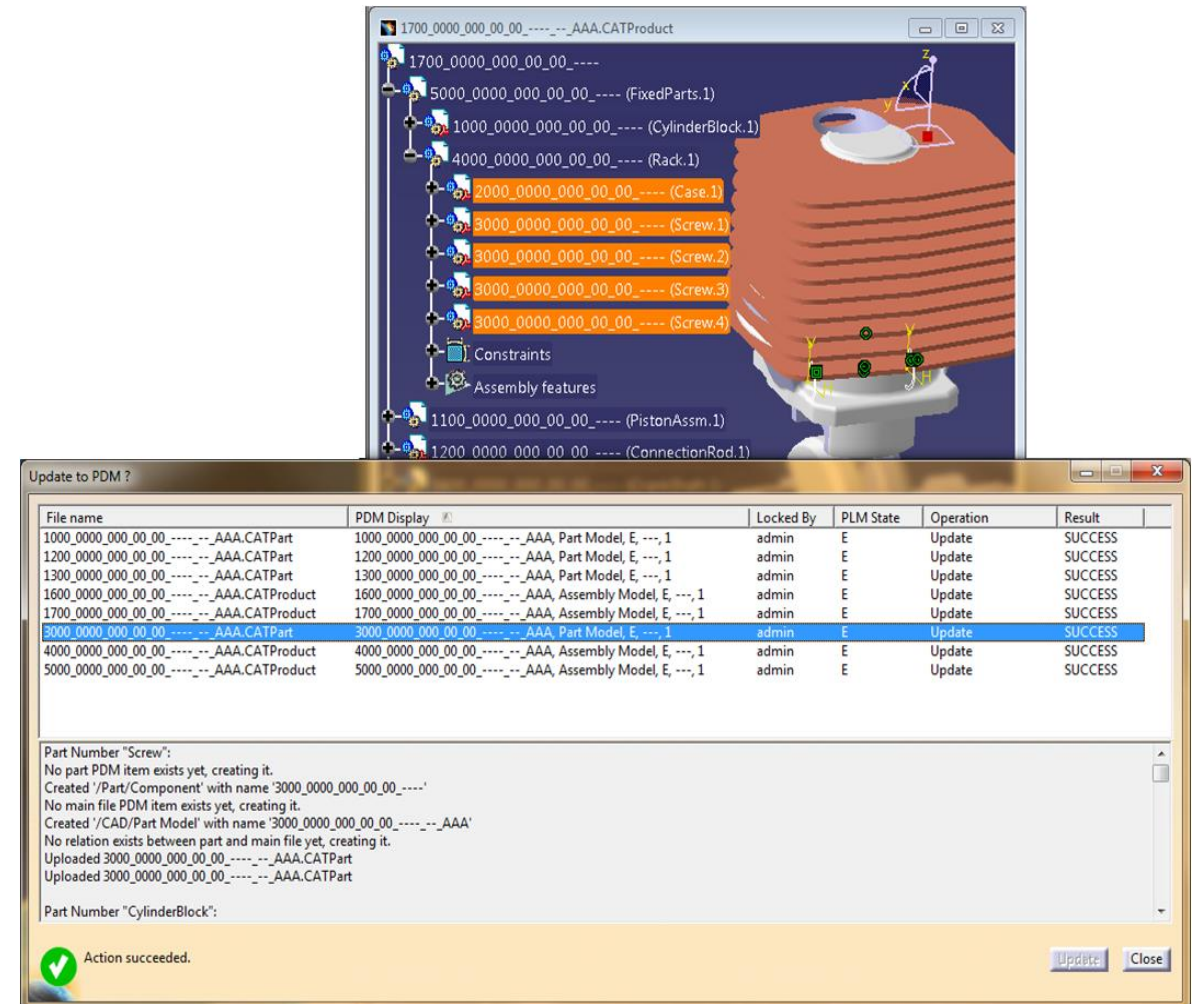 1700_0000_000_00_00_----_--_AAA.CATProduct
1700_0000_000_00_00_----
5000_0000_000_00_00_---- (FixedParts.1)
1000_0000_000_00_00_---- (CylinderBlock.1)
4000_0000_000_00_00_---- (Rack.1)
2000_0000_000_00_00_---- (Case.1)
3000_0000_000_00_00_---- (Screw.1)
3000_0000_000_00_00_---- (Screw.2)
3000_0000_000_00_00_---- (Screw.3)
3000_0000_000_00_00_---- (Screw.4)
Constraints
Assembly features
1100_0000_000_00_00_---- (PistonAssm.1)
1200_0000_000_00_00_---- (ConnectionRod.1)
z
x
y
y
y
H
H
Update to PDM ?
File name PDM Display Locked By PLM State Operation Result
1000_0000_000_00_00_----_--_AAA.CATPart 1000_0000_000_00_00_----_--_AAA, Part Model, E, ---, 1 admin E Update SUCCESS
1200_0000_000_00_00_----_--_AAA.CATPart 1200_0000_000_00_00_----_--_AAA, Part Model, E, ---, 1 admin E Update SUCCESS
1300_0000_000_00_00_----_--_AAA.CATPart 1300_0000_000_00_00_----_--_AAA, Part Model, E, ---, 1 admin E Update SUCCESS
1600_0000_000_00_00_----_--_AAA.CATProduct 1600_0000_000_00_00_----_--_AAA, Assembly Model, E, ---, 1 admin E Update SUCCESS
1700_0000_000_00_00_----_--_AAA.CATProduct 1700_0000_000_00_00_----_--_AAA, Assembly Model, E, ---, 1 admin E Update SUCCESS
3000_0000_000_00_00_----_--_AAA.CATPart 3000_0000_000_00_00_----_--_AAA, Part Model, E, ---, 1 admin E Update SUCCESS
4000_0000_000_00_00_----_--_AAA.CATProduct 4000_0000_000_00_00_----_--_AAA, Assembly Model, E, ---, 1 admin E Update SUCCESS
5000_0000_000_00_00_----_--_AAA.CATProduct 5000_0000_000_00_00_----_--_AAA, Assembly Model, E, ---, 1 admin E Update SUCCESS
Part Number "Screw":
No part PDM item exists yet, creating it.
Created '/Part/Component' with name '3000_0000_000_00_00_----'
No main file PDM item exists yet, creating it.
Created '/CAD/Part Model' with name '3000_0000_000_00_00_----_--_AAA'
No relation exists between part and main file yet, creating it.
Uploaded 3000_0000_000_00_00_----_--_AAA.CATPart
Uploaded 3000_0000_000_00_00_----_--_AAA.CATPart
Part Number "CylinderBlock":
Action succeeded.
Update Close